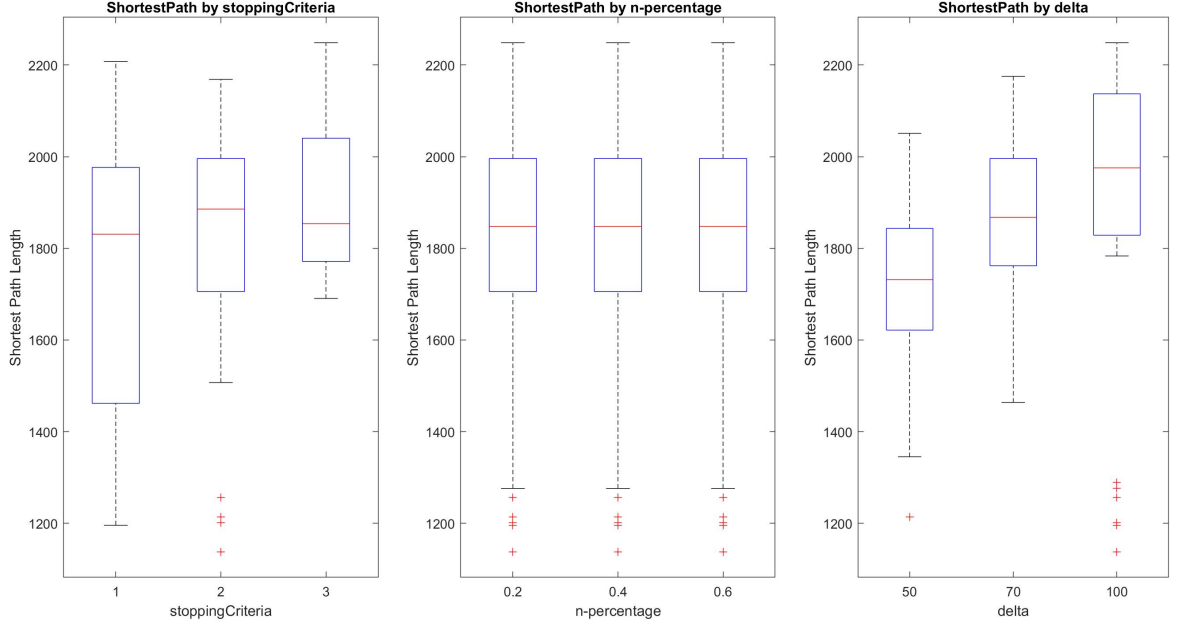 ShortestPath by stoppingCriteria
2200
2000
1800
1600
1400
1200
Shortest Path Length
1 2 3
stoppingCriteria
ShortestPath by n-percentage
2200
2000
1800
1600
1400
1200
Shortest Path Length
0.2 0.4 0.6
n-percentage
ShortestPath by delta
2200
2000
1800
1600
1400
1200
Shortest Path Length
50 70 100
delta